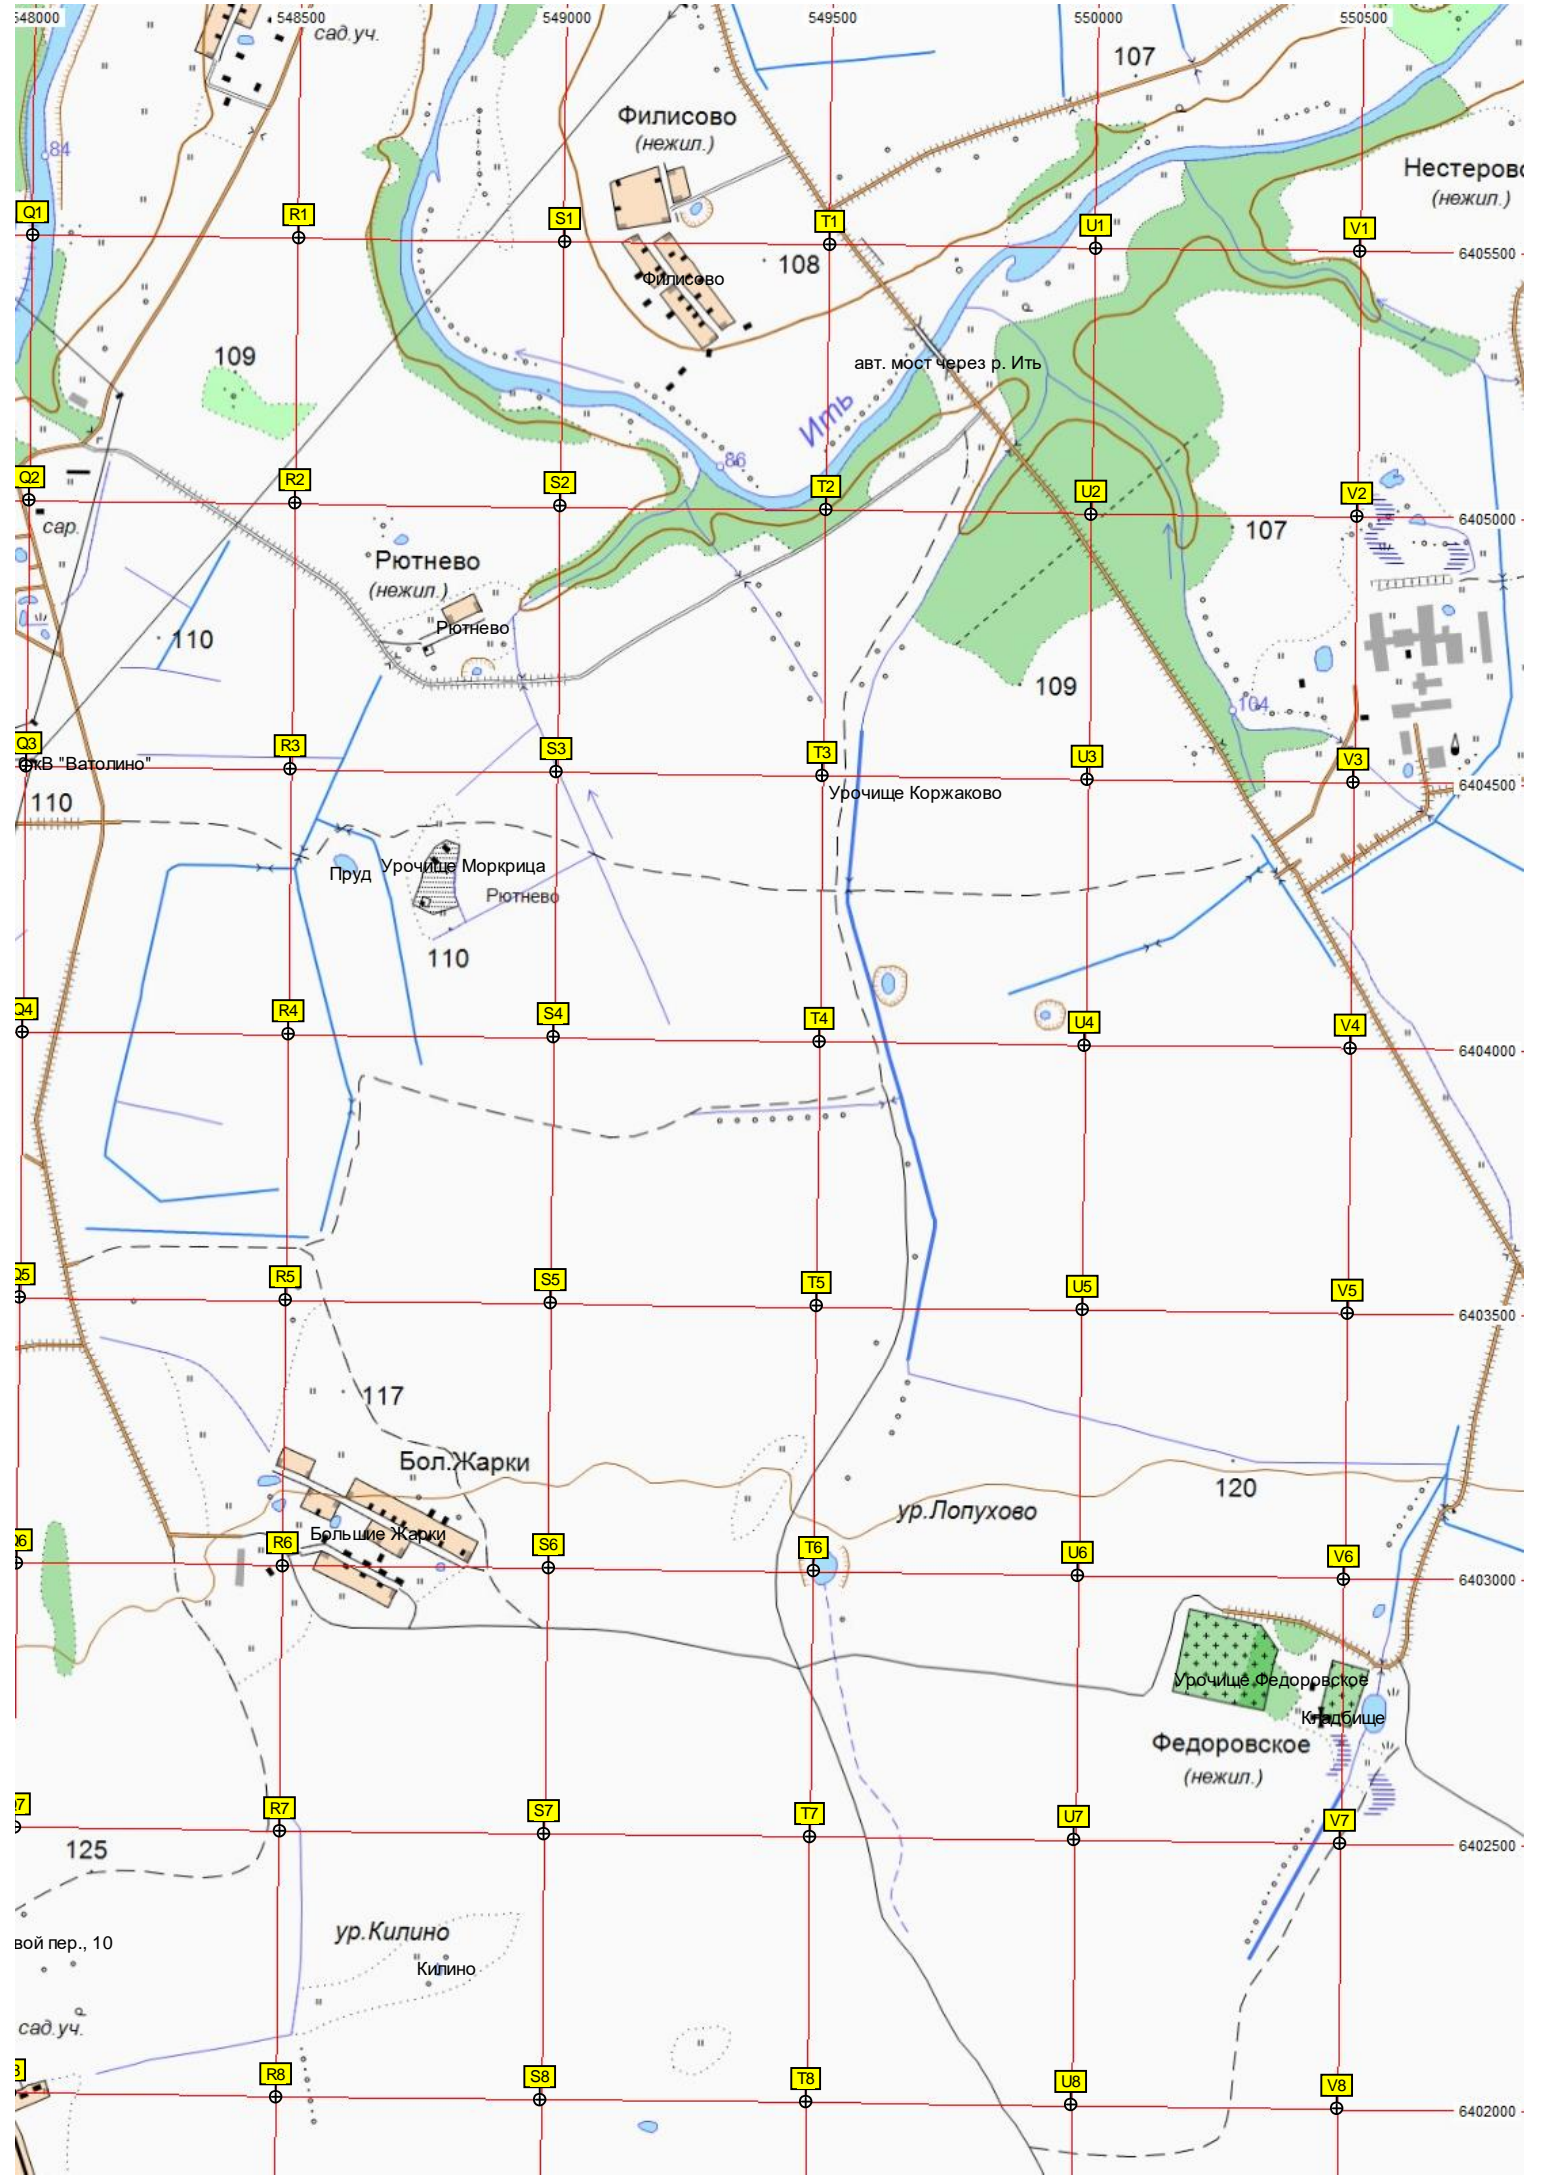 548000 548500 549000 549500 550000 550500
сад.уч.
107
Филисово
(нежил.)
84
Нестерово
(нежил.)
Q1 R1 S1 T1 U1 V1
6405500
108
Филисово
109
авт. мост через р. Ить
Ить
86
Q2 R2 S2 T2 U2 V2
6405000
сар.
107
Рютнево
(нежил.)
Рютнево
110
109
104
Q3 R3 S3 T3 U3 V3
"Ватолино"
6404500
Урочище Коржаково
110
Пруд
Урочище Моркрица
Рютнево
110
Q4 R4 S4 T4 U4 V4
6404000
Q5 R5 S5 T5 U5 V5
6403500
117
Бол.Жарки
120
ур.Лопухово
Большие Жарки
Q6 R6 S6 T6 U6 V6
6403000
Урочище Федоровское
Кладбище
Федоровское
(нежил.)
Q7 R7 S7 T7 U7 V7
6402500
125
ур.Килино
вой пер., 10
Килино
сад.уч.
8 R8 S8 T8 U8 V8
6402000